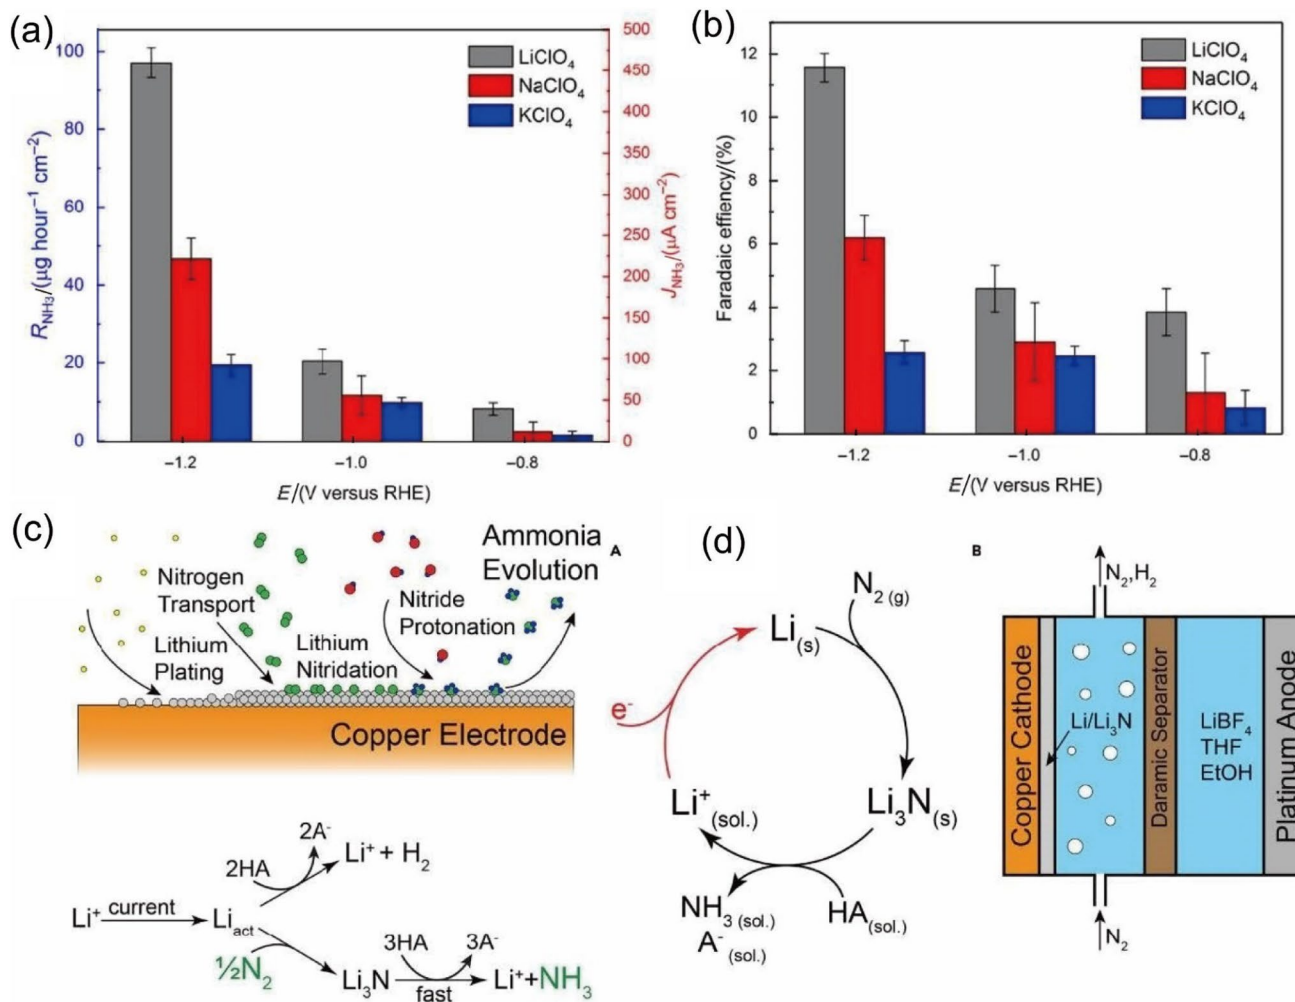 (a)
100
80
60
40
20
0
R_NH₃/(µg hour⁻¹ cm⁻²)
500
450
400
350
300
250
200
150
100
50
0
J_NH₃/(µA cm⁻²)
LiClO₄
NaClO₄
KClO₄
−1.2 −1.0 −0.8
E/(V versus RHE)
(b)
12
10
8
6
4
2
0
Faradaic effiency/(%)
LiClO₄
NaClO₄
KClO₄
−1.2 −1.0 −0.8
E/(V versus RHE)
(c)
Nitrogen
Transport
Lithium
Plating
Lithium
Nitridation
Nitride
Protonation
Ammonia
Evolution
A
Copper Electrode
2HA
2A⁻
Li⁺ + H₂
Li⁺
current
Li_act
½N₂
Li₃N
3HA
3A⁻
fast
Li⁺+NH₃
(d)
N₂ (g)
Li(s)
e⁻
Li⁺(sol.)
Li₃N(s)
NH₃ (sol.)
A⁻(sol.)
HA(sol.)
B
N₂,H₂
Copper Cathode
Li/Li₃N
Daramic Separator
LiBF₄
THF
EtOH
Platinum Anode
N₂